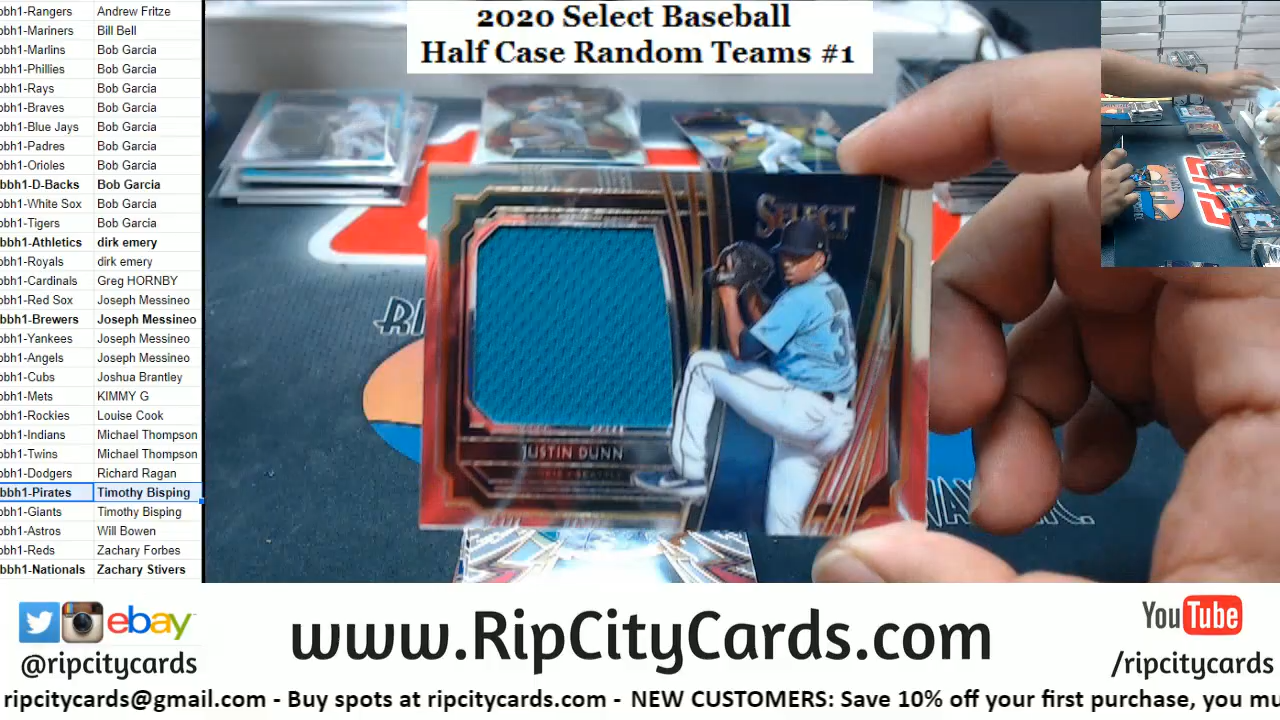 2020 Select Baseball
Half Case Random Teams #1
bbh1-Rangers Andrew Fritze
bbh1-Mariners Bill Bell
bbh1-Marlins Bob Garcia
bbh1-Phillies Bob Garcia
bbh1-Rays Bob Garcia
bbh1-Braves Bob Garcia
bbh1-Blue Jays Bob Garcia
bbh1-Padres Bob Garcia
bbh1-Orioles Bob Garcia
bbh1-D-Backs Bob Garcia
bbh1-White Sox Bob Garcia
bbh1-Tigers Bob Garcia
bbh1-Athletics dirk emery
bbh1-Royals dirk emery
bbh1-Cardinals Greg HORNBY
bbh1-Red Sox Joseph Messineo
bbh1-Brewers Joseph Messineo
bbh1-Yankees Joseph Messineo
bbh1-Angels Joseph Messineo
bbh1-Cubs Joshua Brantley
bbh1-Mets KIMMY G
bbh1-Rockies Louise Cook
bbh1-Indians Michael Thompson
bbh1-Twins Michael Thompson
bbh1-Dodgers Richard Ragan
bbh1-Pirates Timothy Bisping
bbh1-Giants Timothy Bisping
bbh1-Astros Will Bowen
bbh1-Reds Zachary Forbes
bbh1-Nationals Zachary Stivers
SELECT
JUSTIN DUNN
ebay
@ripcitycards
www.RipCityCards.com
YouTube
/ripcitycards
ripcitycards@gmail.com - Buy spots at ripcitycards.com - NEW CUSTOMERS: Save 10% off your first purchase, you mu